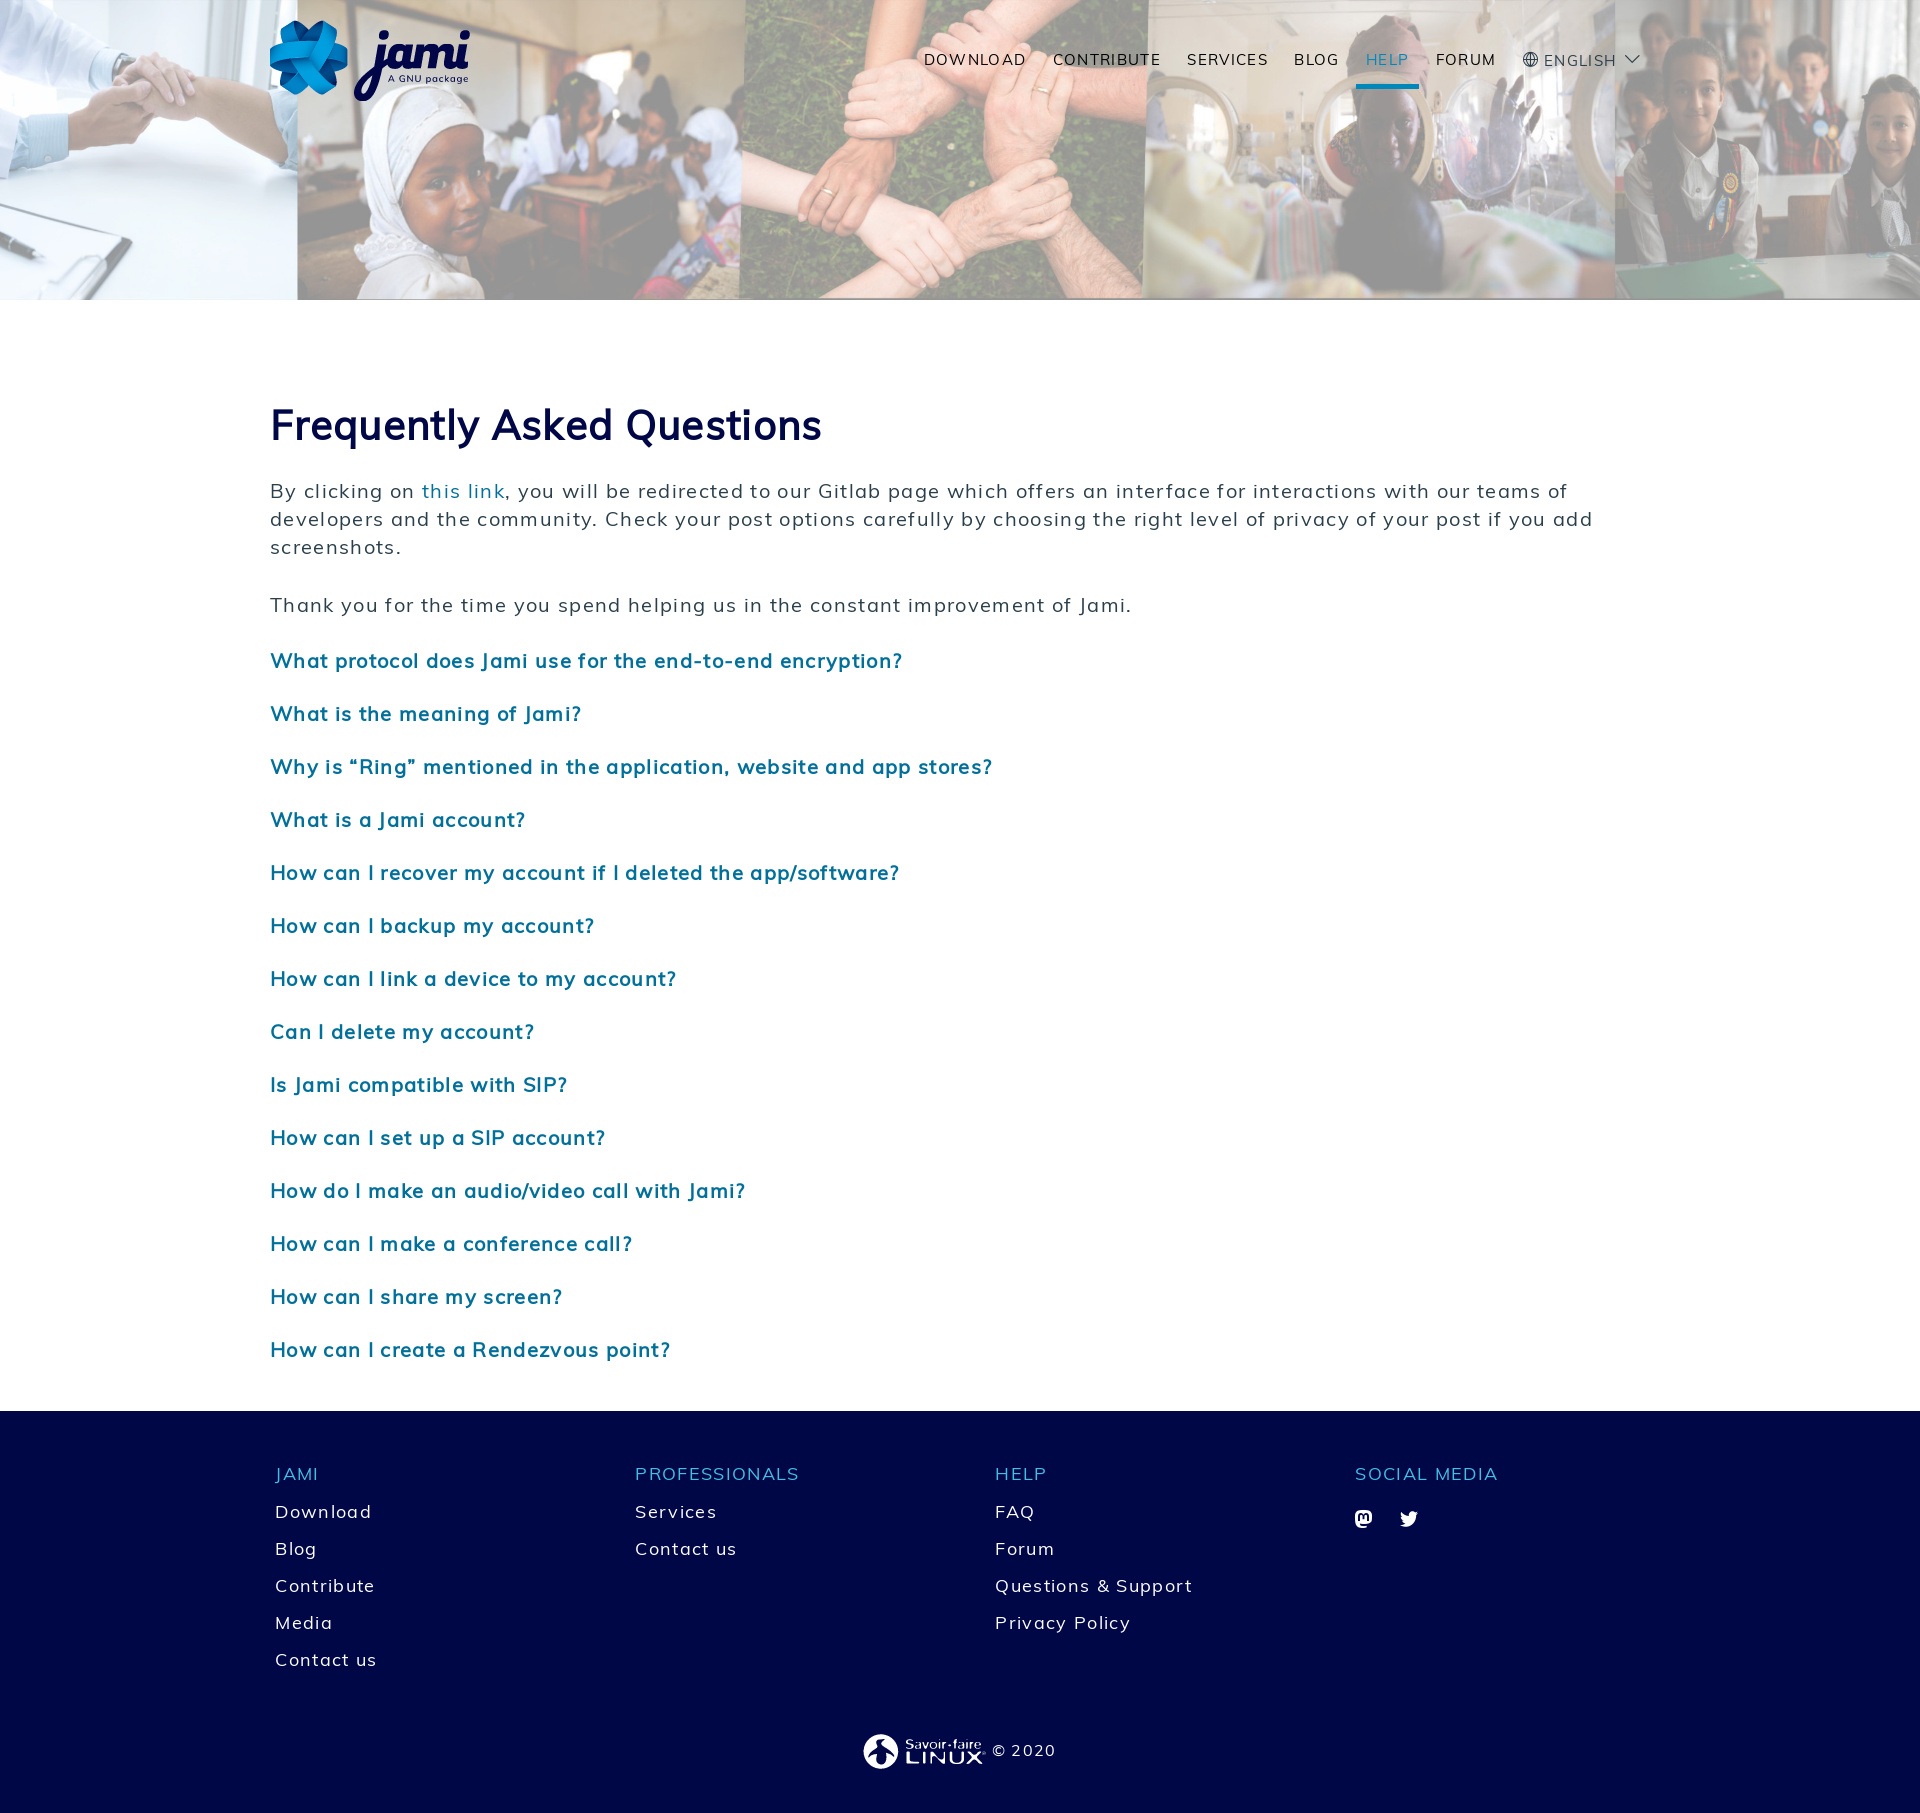 jami
A GNU package
DOWNLOAD CONTRIBUTE SERVICES BLOG HELP FORUM ENGLISH
Frequently Asked Questions
By clicking on this link, you will be redirected to our Gitlab page which offers an interface for interactions with our teams of
developers and the community. Check your post options carefully by choosing the right level of privacy of your post if you add
screenshots.
Thank you for the time you spend helping us in the constant improvement of Jami.
What protocol does Jami use for the end-to-end encryption?
What is the meaning of Jami?
Why is “Ring” mentioned in the application, website and app stores?
What is a Jami account?
How can I recover my account if I deleted the app/software?
How can I backup my account?
How can I link a device to my account?
Can I delete my account?
Is Jami compatible with SIP?
How can I set up a SIP account?
How do I make an audio/video call with Jami?
How can I make a conference call?
How can I share my screen?
How can I create a Rendezvous point?
JAMI
Download
Blog
Contribute
Media
Contact us
PROFESSIONALS
Services
Contact us
HELP
FAQ
Forum
Questions & Support
Privacy Policy
SOCIAL MEDIA
Savoir-faire
LINUX © 2020